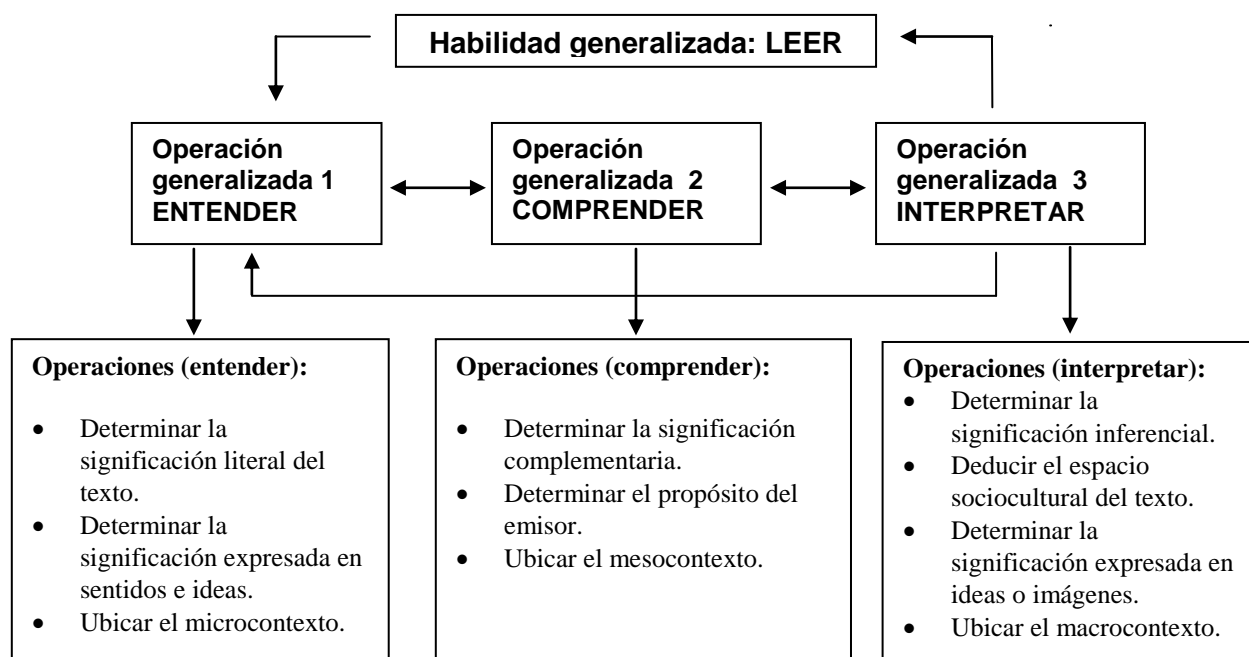 Habilidad generalizada: LEER
Operación
generalizada 1
ENTENDER
Operación
generalizada 2
COMPRENDER
Operación
generalizada 3
INTERPRETAR
Operaciones (entender):
• Determinar la
significación literal del
texto.
• Determinar la
significación expresada en
sentidos e ideas.
• Ubicar el microcontexto.
Operaciones (comprender):
• Determinar la significación
complementaria.
• Determinar el propósito del
emisor.
• Ubicar el mesocontexto.
Operaciones (interpretar):
• Determinar la
significación inferencial.
• Deducir el espacio
sociocultural del texto.
• Determinar la
significación expresada en
ideas o imágenes.
• Ubicar el macrocontexto.